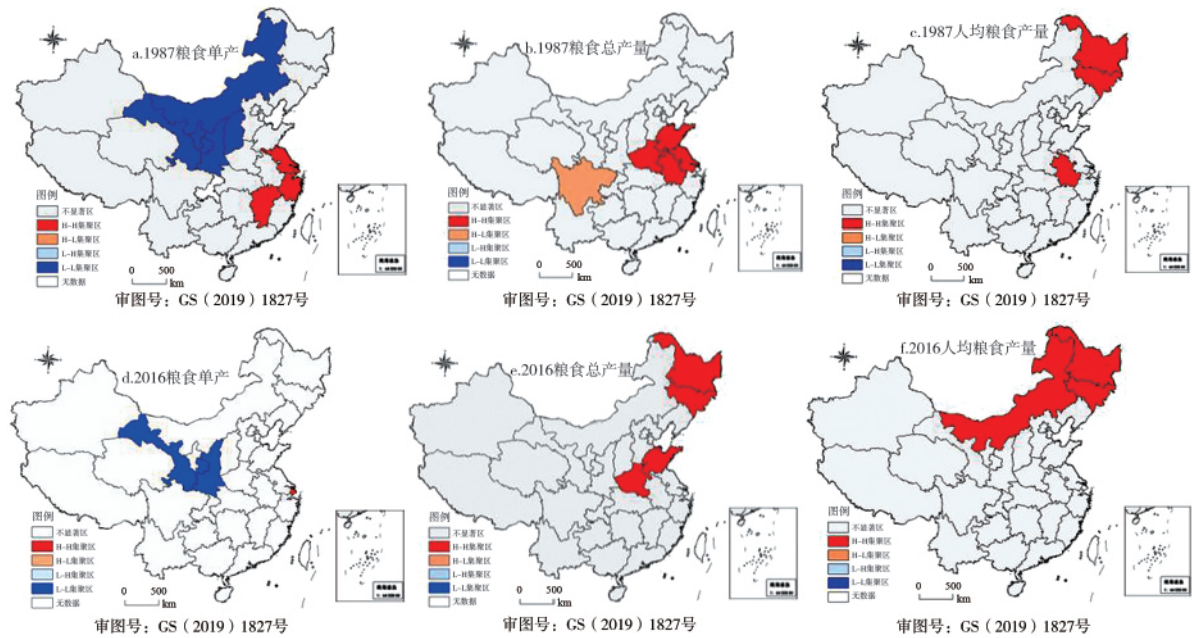 a.1987粮食单产
图例
不显著区
H-H集聚区
H-L集聚区
L-H集聚区
L-L集聚区
无数据
0 500
km
审图号：GS（2019）1827号
b.1987粮食总产量
图例
不显著区
H-H集聚区
H-L集聚区
L-H集聚区
L-L集聚区
无数据
0 500
km
审图号：GS（2019）1827号
c.1987人均粮食产量
图例
不显著区
H-H集聚区
H-L集聚区
L-H集聚区
L-L集聚区
无数据
0 500
km
审图号：GS（2019）1827号
d.2016粮食单产
图例
不显著区
H-H集聚区
H-L集聚区
L-H集聚区
L-L集聚区
无数据
0 500
km
审图号：GS（2019）1827号
e.2016粮食总产量
图例
不显著区
H-H集聚区
H-L集聚区
L-H集聚区
L-L集聚区
无数据
0 500
km
审图号：GS（2019）1827号
f.2016人均粮食产量
图例
不显著区
H-H集聚区
H-L集聚区
L-H集聚区
L-L集聚区
无数据
0 500
km
审图号：GS（2019）1827号